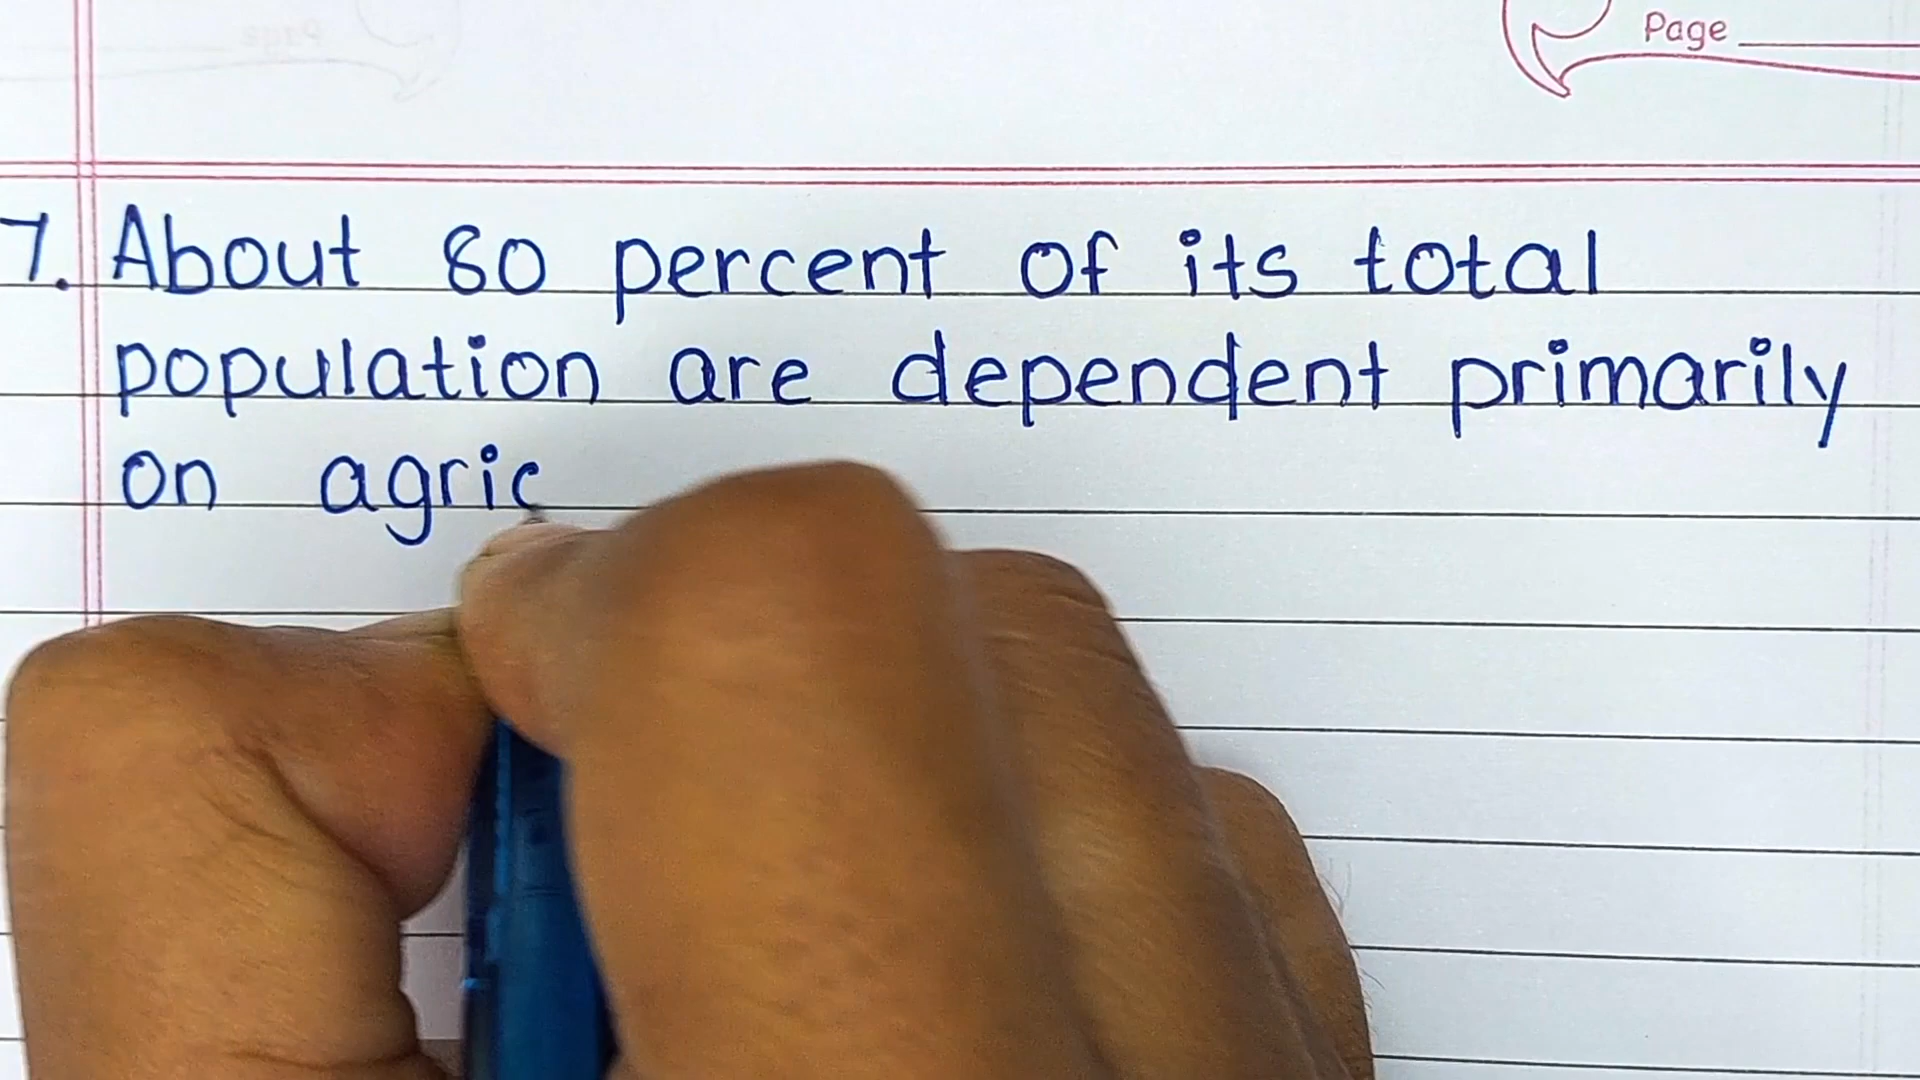 Page
7. About 80 percent of its total
population are dependent primarily
on agric